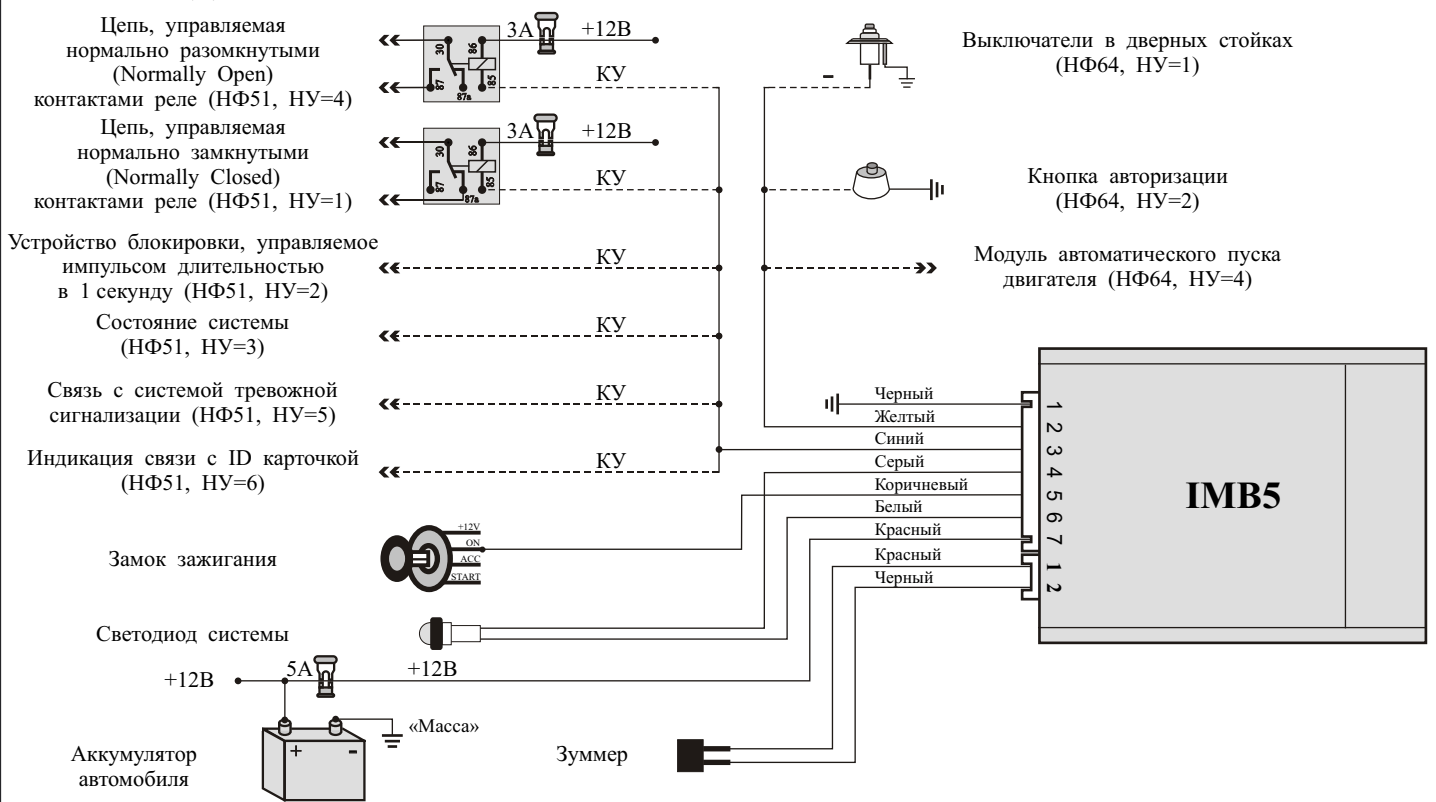 Цепь, управляемая
нормально разомкнутыми
(Normally Open)
контактами реле (НФ51, НУ=4)
30
86
87
87a
85
3А
+12В
КУ
Цепь, управляемая
нормально замкнутыми
(Normally Closed)
контактами реле (НФ51, НУ=1)
30
86
87
87a
85
3А
+12В
КУ
Устройство блокировки, управляемое
импульсом длительностью
в 1 секунду (НФ51, НУ=2)
КУ
Состояние системы
(НФ51, НУ=3)
КУ
Связь с системой тревожной
сигнализации (НФ51, НУ=5)
КУ
Индикация связи с ID карточкой
(НФ51, НУ=6)
КУ
Замок зажигания
+12V
ON
ACC
START
Светодиод системы
+12В
5А
+12В
+
-
«Масса»
Аккумулятор
автомобиля
Зуммер
–
Выключатели в дверных стойках
(НФ64, НУ=1)
Кнопка авторизации
(НФ64, НУ=2)
Модуль автоматического пуска
двигателя (НФ64, НУ=4)
Черный
Желтый
Синий
Серый
Коричневый
Белый
Красный
Красный
Черный
1
2
3
4
5
6
7
1
2
IMB5